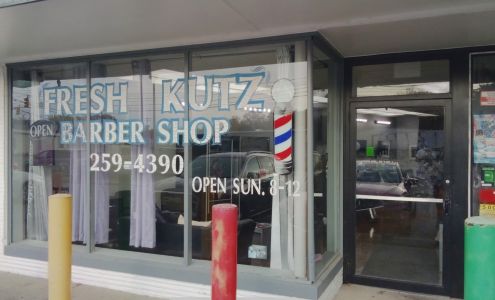 FRESH KUTZ
OPEN
BARBER SHOP
259-4390
OPEN SUN. 8-12